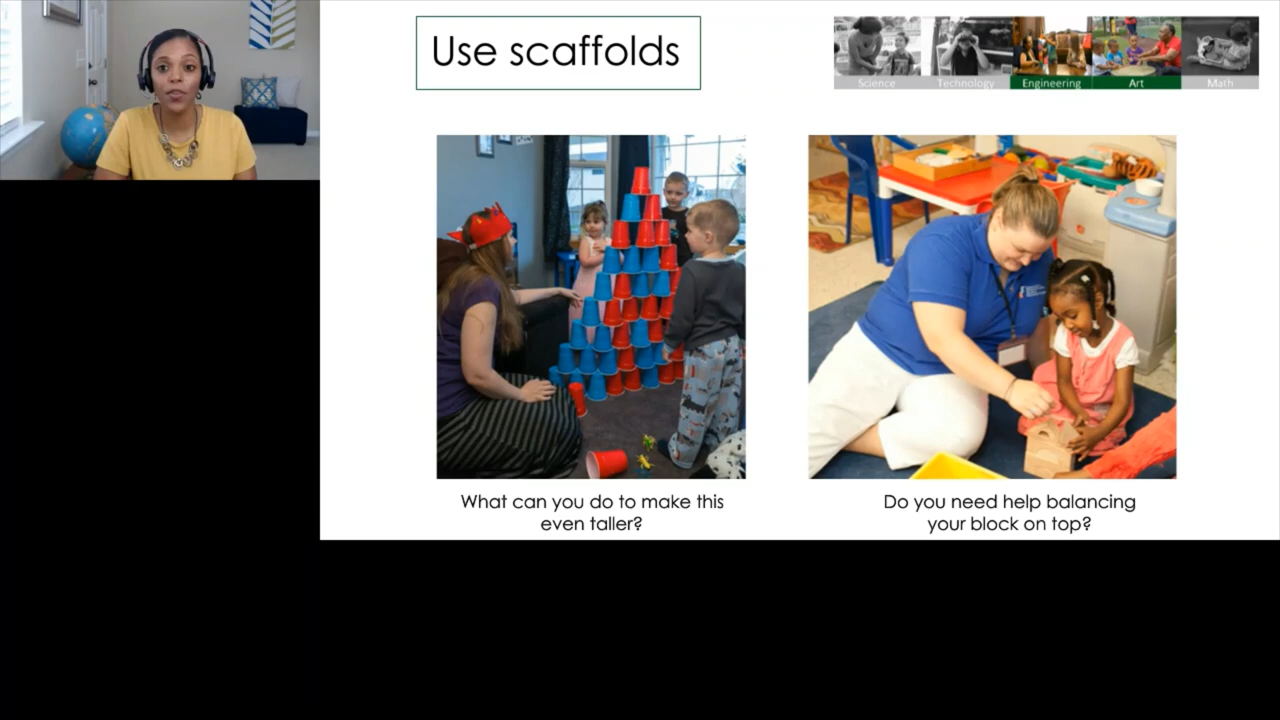 Use scaffolds
Science Technology Engineering Art Math
What can you do to make this
even taller?
Do you need help balancing
your block on top?